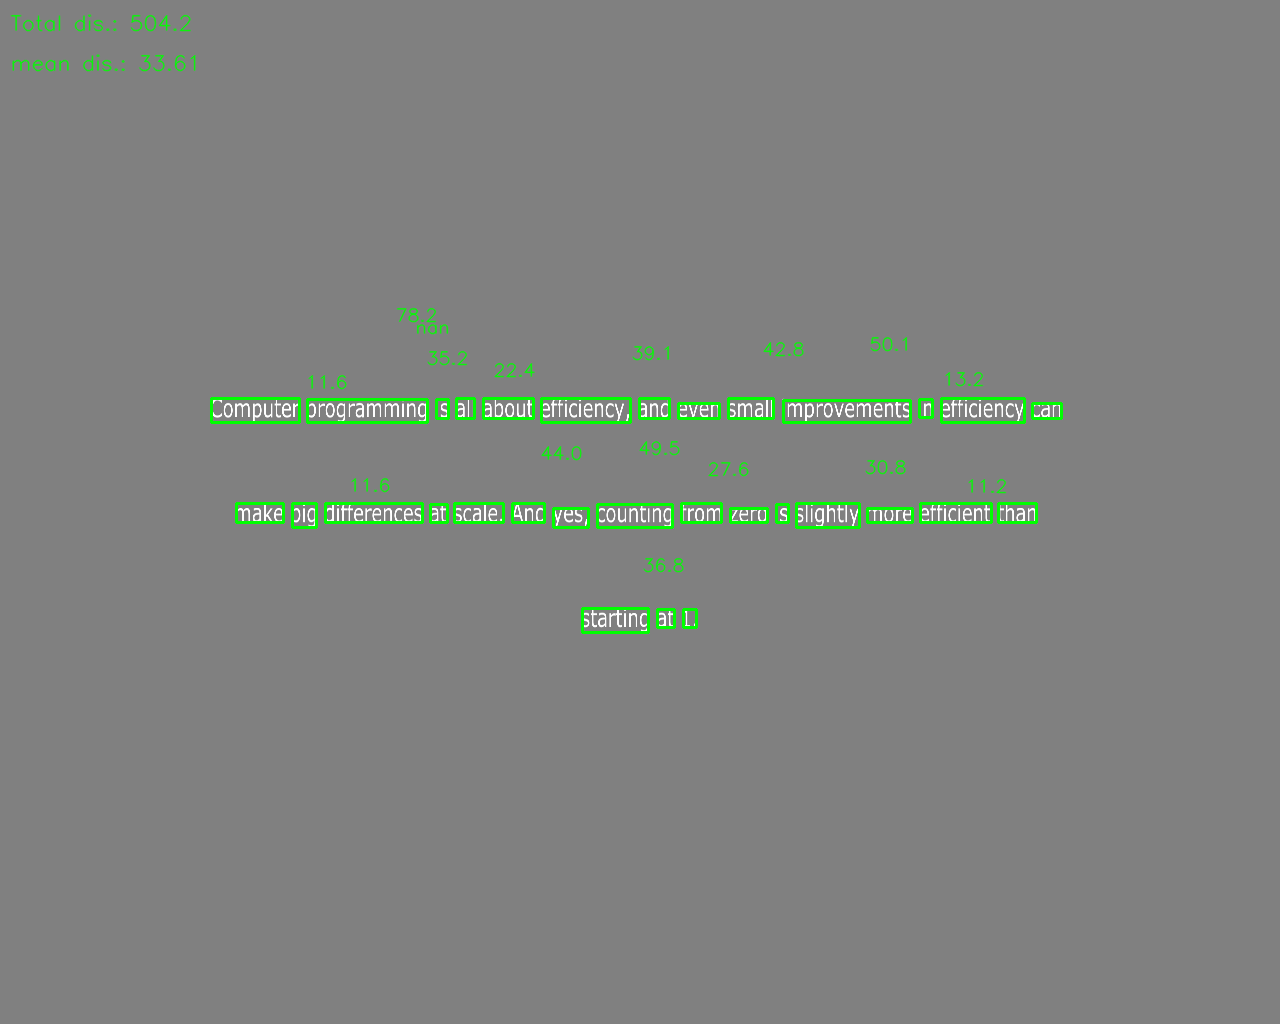 Total dis.: 504.2
mean dis.: 33.61
78.2
nan
35.2
22.4
39.1
42.8
50.1
11.6
13.2
Computer programming is all about efficiency, and even small improvements in efficiency can
44.0
49.5
27.6
30.8
11.6
11.2
make big differences at scale. And yes, counting from zero is slightly more efficient than
36.8
starting at 1.